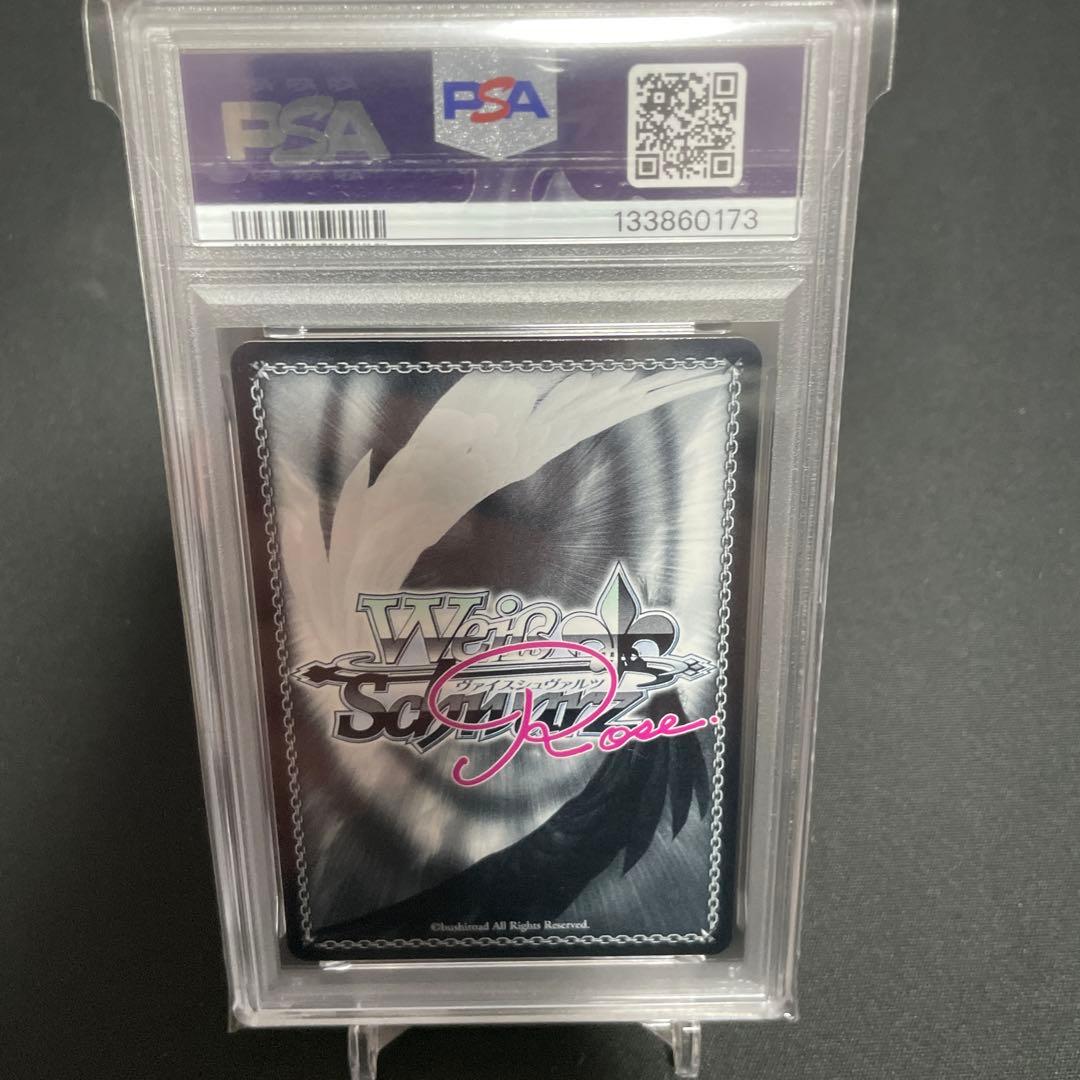 PSA
PSA
133860173
Weiß
ヴァイスシュヴァルツ
Schwarz
Rose.
©bushiroad All Rights Reserved.